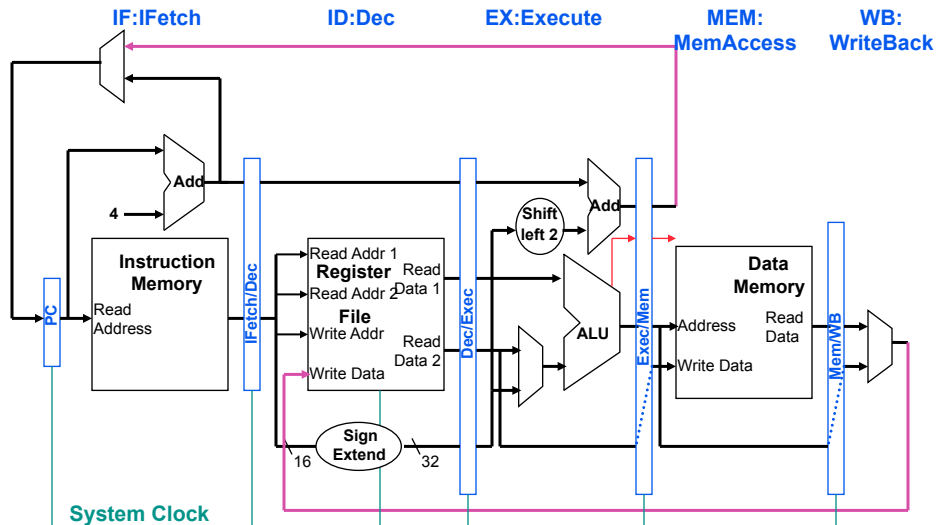 IF:IFetch
ID:Dec
EX:Execute
MEM:
MemAccess
WB:
WriteBack
Add
4
Add
Shift
left 2
Instruction
Memory
Read
Address
PC
IFetch/Dec
Read Addr 1
Register
Read Addr 2
File
Write Addr
Write Data
Read
Data 1
Read
Data 2
Dec/Exec
ALU
Exec/Mem
Data
Memory
Address
Read
Data
Write Data
Mem/WB
Sign
Extend
16
32
System Clock